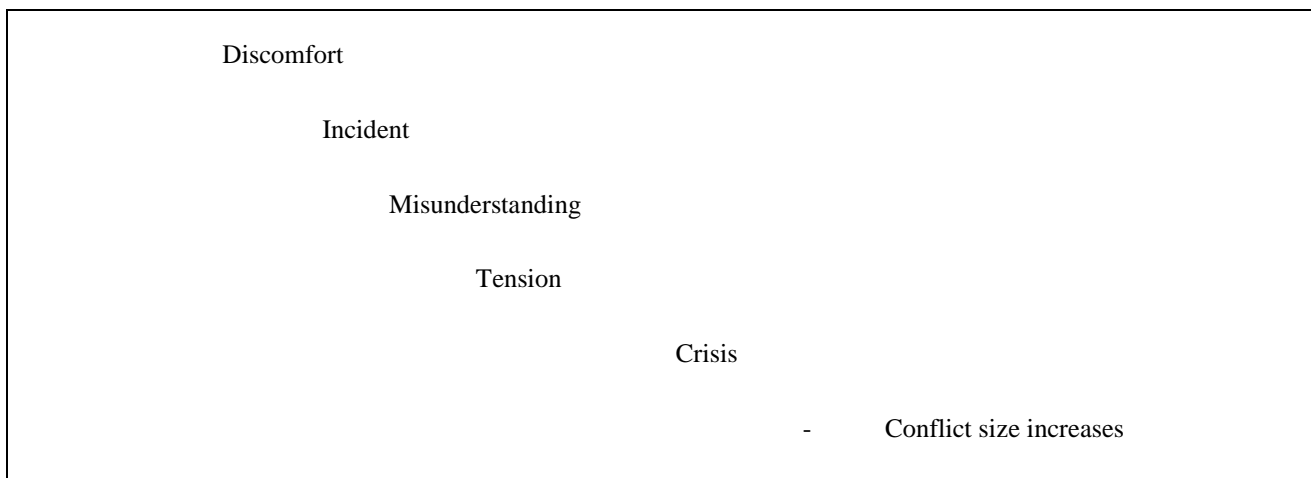 Discomfort
Incident
Misunderstanding
Tension
Crisis
- Conflict size increases